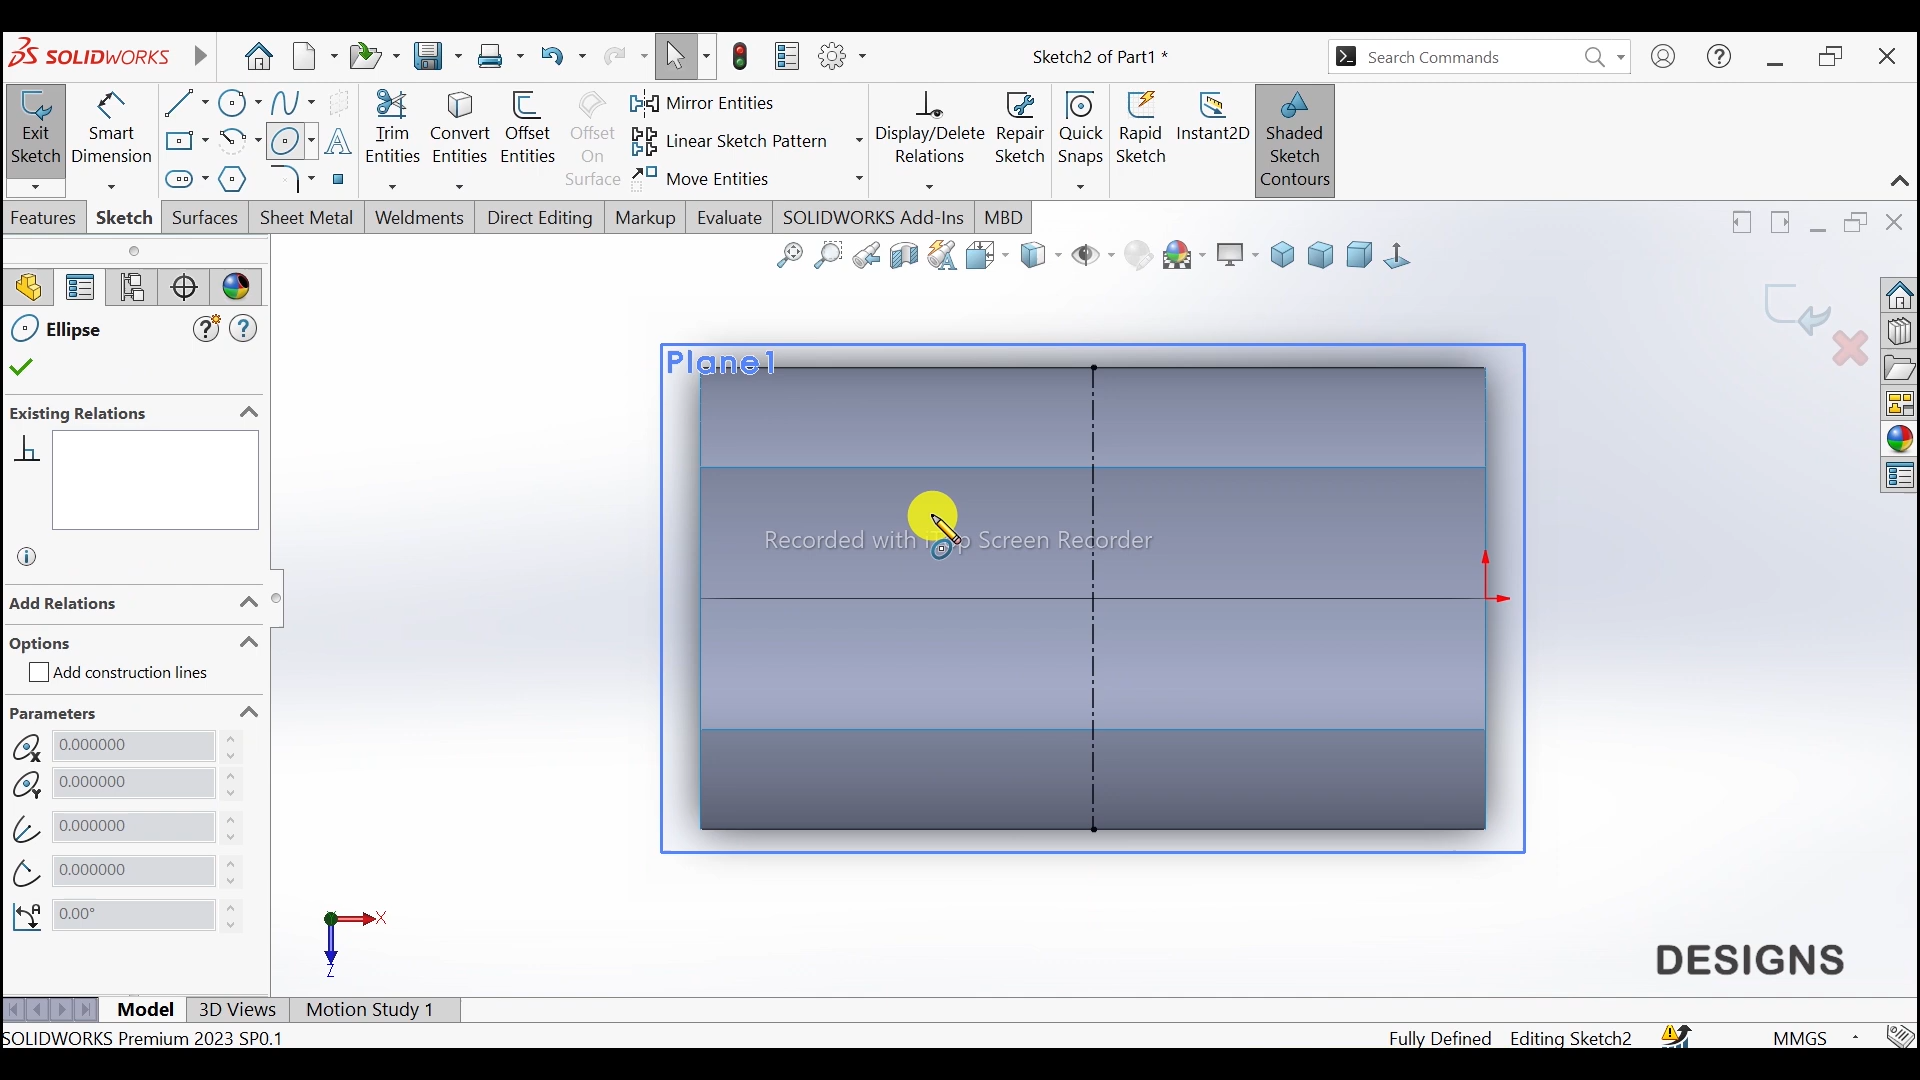 SOLIDWORKS
Sketch2 of Part1 *
Search Commands
Exit Sketch
Smart Dimension
Trim Entities
Convert Entities
Offset Entities
Offset On Surface
Mirror Entities
Linear Sketch Pattern
Move Entities
Display/Delete Relations
Repair Sketch
Quick Snaps
Rapid Sketch
Instant2D
Shaded Sketch Contours
Features Sketch Surfaces Sheet Metal Weldments Direct Editing Markup Evaluate SOLIDWORKS Add-Ins MBD
Ellipse
Existing Relations
Add Relations
Options
Add construction lines
Parameters
0.000000
0.000000
0.000000
0.000000
0.00°
Plane1
Recorded with Screen Recorder
X
Z
DESIGNS
Model 3D Views Motion Study 1
SOLIDWORKS Premium 2023 SP0.1
Fully Defined Editing Sketch2 MMGS